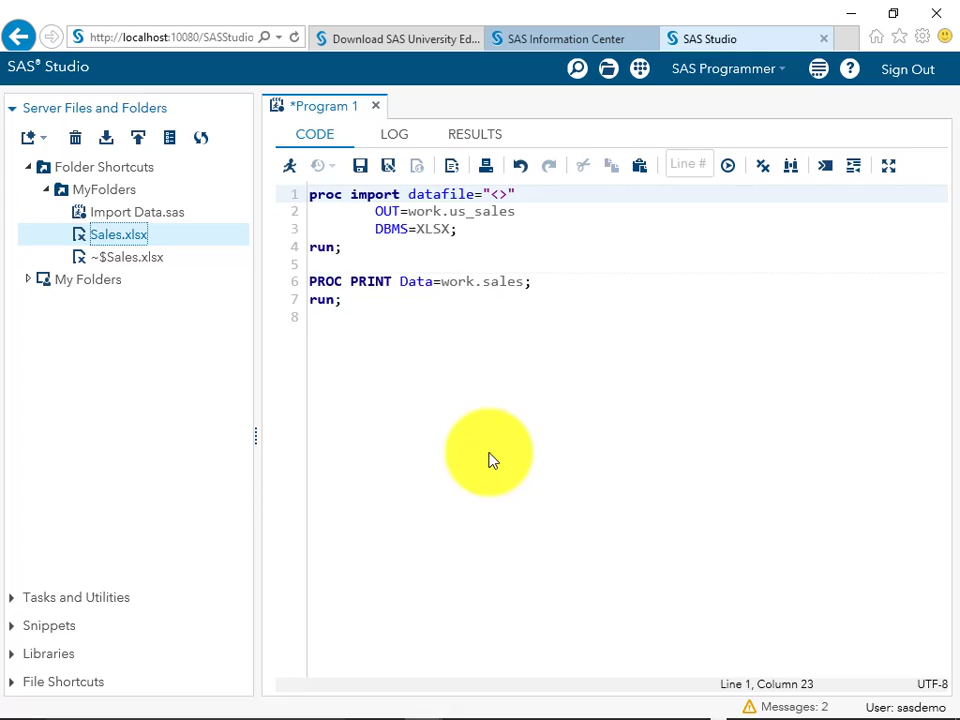 http://localhost:10080/SASStudio
Download SAS University Ed...
SAS Information Center
SAS Studio
SAS® Studio
SAS Programmer
Sign Out
Server Files and Folders
*Program 1
CODE
LOG
RESULTS
Line #
Folder Shortcuts
MyFolders
Import Data.sas
Sales.xlsx
~$Sales.xlsx
My Folders
1 proc import datafile="<>"
2 OUT=work.us_sales
3 DBMS=XLSX;
4 run;
5
6 PROC PRINT Data=work.sales;
7 run;
8
Tasks and Utilities
Snippets
Libraries
File Shortcuts
Line 1, Column 23
UTF-8
Messages: 2
User: sasdemo